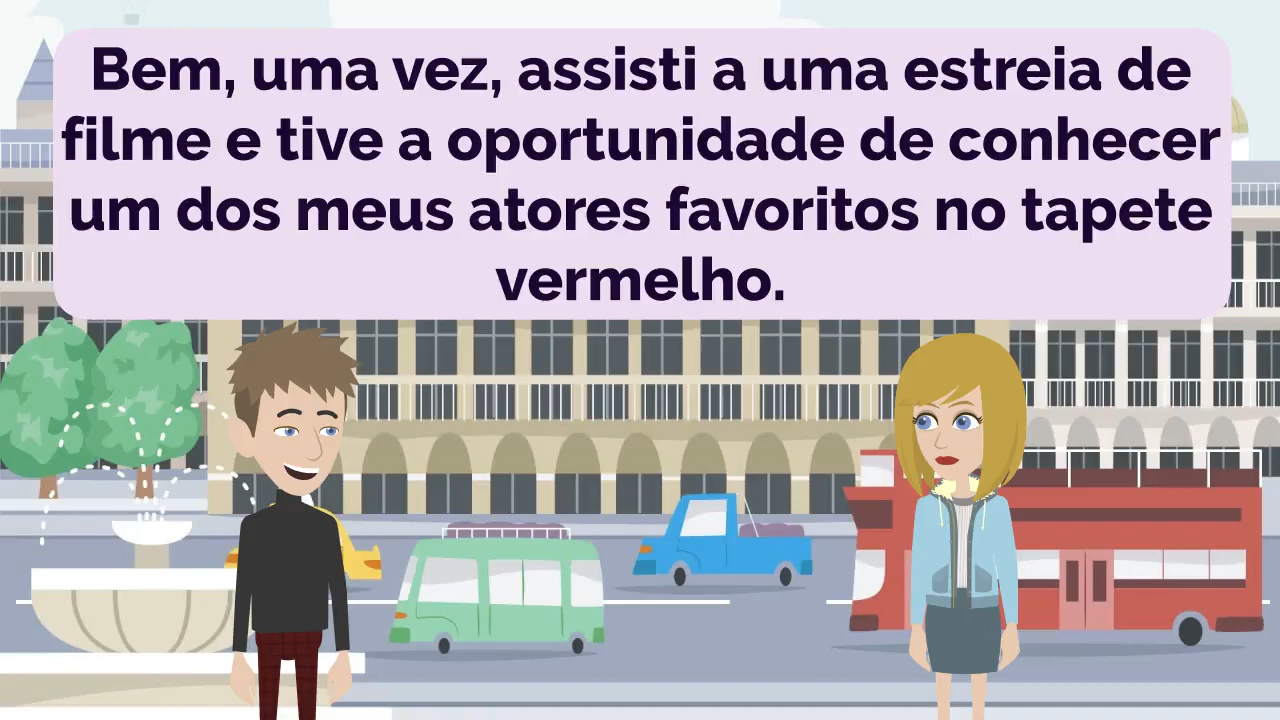 Bem, uma vez, assisti a uma estreia de
filme e tive a oportunidade de conhecer
um dos meus atores favoritos no tapete
vermelho.